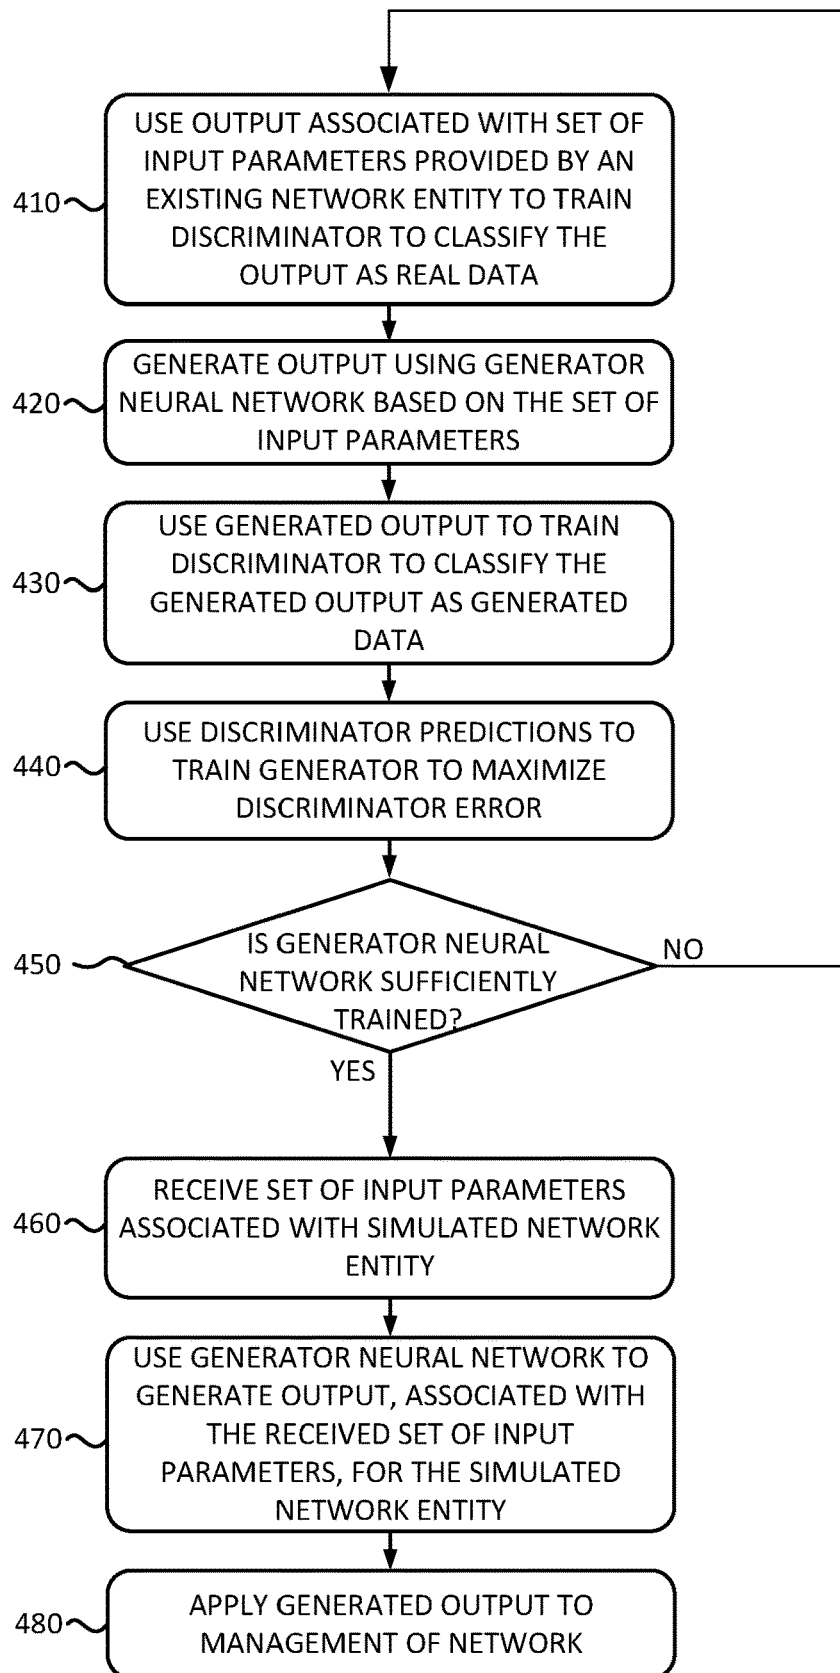 USE OUTPUT ASSOCIATED WITH SET OF
INPUT PARAMETERS PROVIDED BY AN
410
EXISTING NETWORK ENTITY TO TRAIN
DISCRIMINATOR TO CLASSIFY THE
OUTPUT AS REAL DATA
GENERATE OUTPUT USING GENERATOR
420
NEURAL NETWORK BASED ON THE SET OF
INPUT PARAMETERS
USE GENERATED OUTPUT TO TRAIN
DISCRIMINATOR TO CLASSIFY THE
430
GENERATED OUTPUT AS GENERATED
DATA
USE DISCRIMINATOR PREDICTIONS TO
440
TRAIN GENERATOR TO MAXIMIZE
DISCRIMINATOR ERROR
450
IS GENERATOR NEURAL
NETWORK SUFFICIENTLY
TRAINED?
NO
YES
RECEIVE SET OF INPUT PARAMETERS
460
ASSOCIATED WITH SIMULATED NETWORK
ENTITY
USE GENERATOR NEURAL NETWORK TO
GENERATE OUTPUT, ASSOCIATED WITH
470
THE RECEIVED SET OF INPUT
PARAMETERS, FOR THE SIMULATED
NETWORK ENTITY
480
APPLY GENERATED OUTPUT TO
MANAGEMENT OF NETWORK